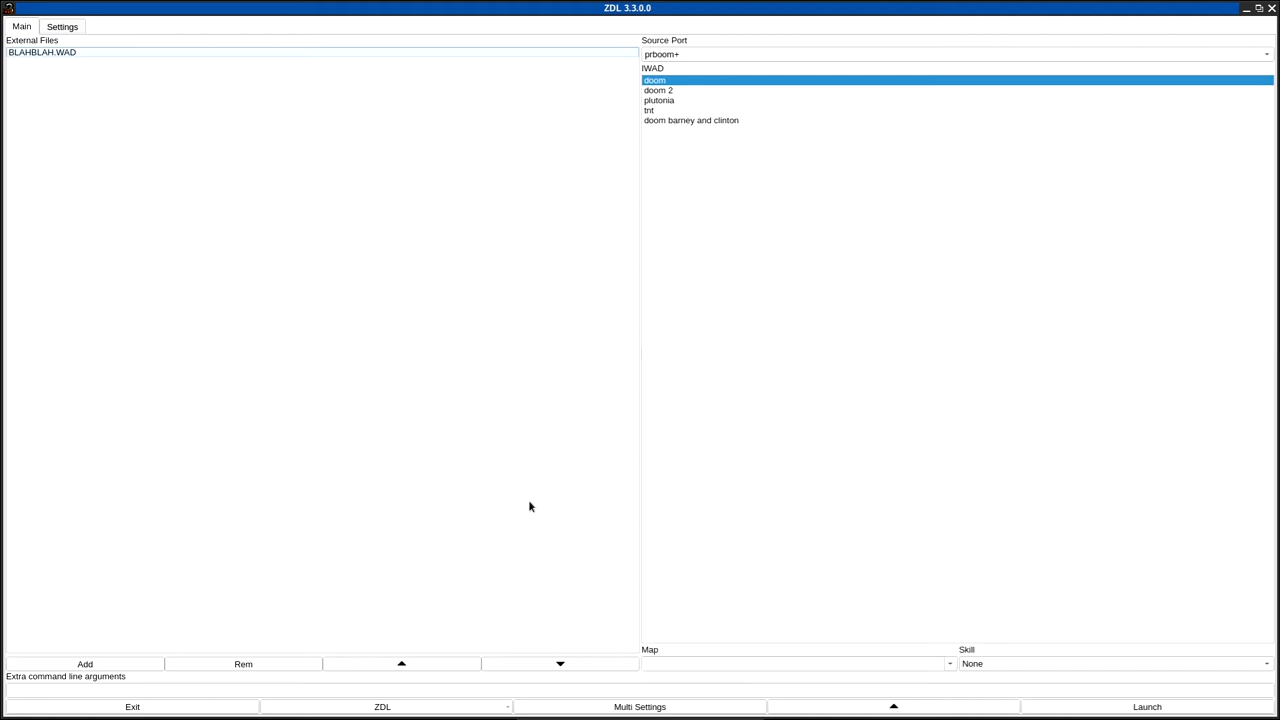 ZDL 3.3.0.0
Main
Settings
External Files
BLAHBLAH.WAD
Source Port
prboom+
IWAD
doom
doom 2
plutonia
tnt
doom barney and clinton
Map
Skill
None
Add
Rem
Extra command line arguments
Exit
ZDL
Multi Settings
Launch